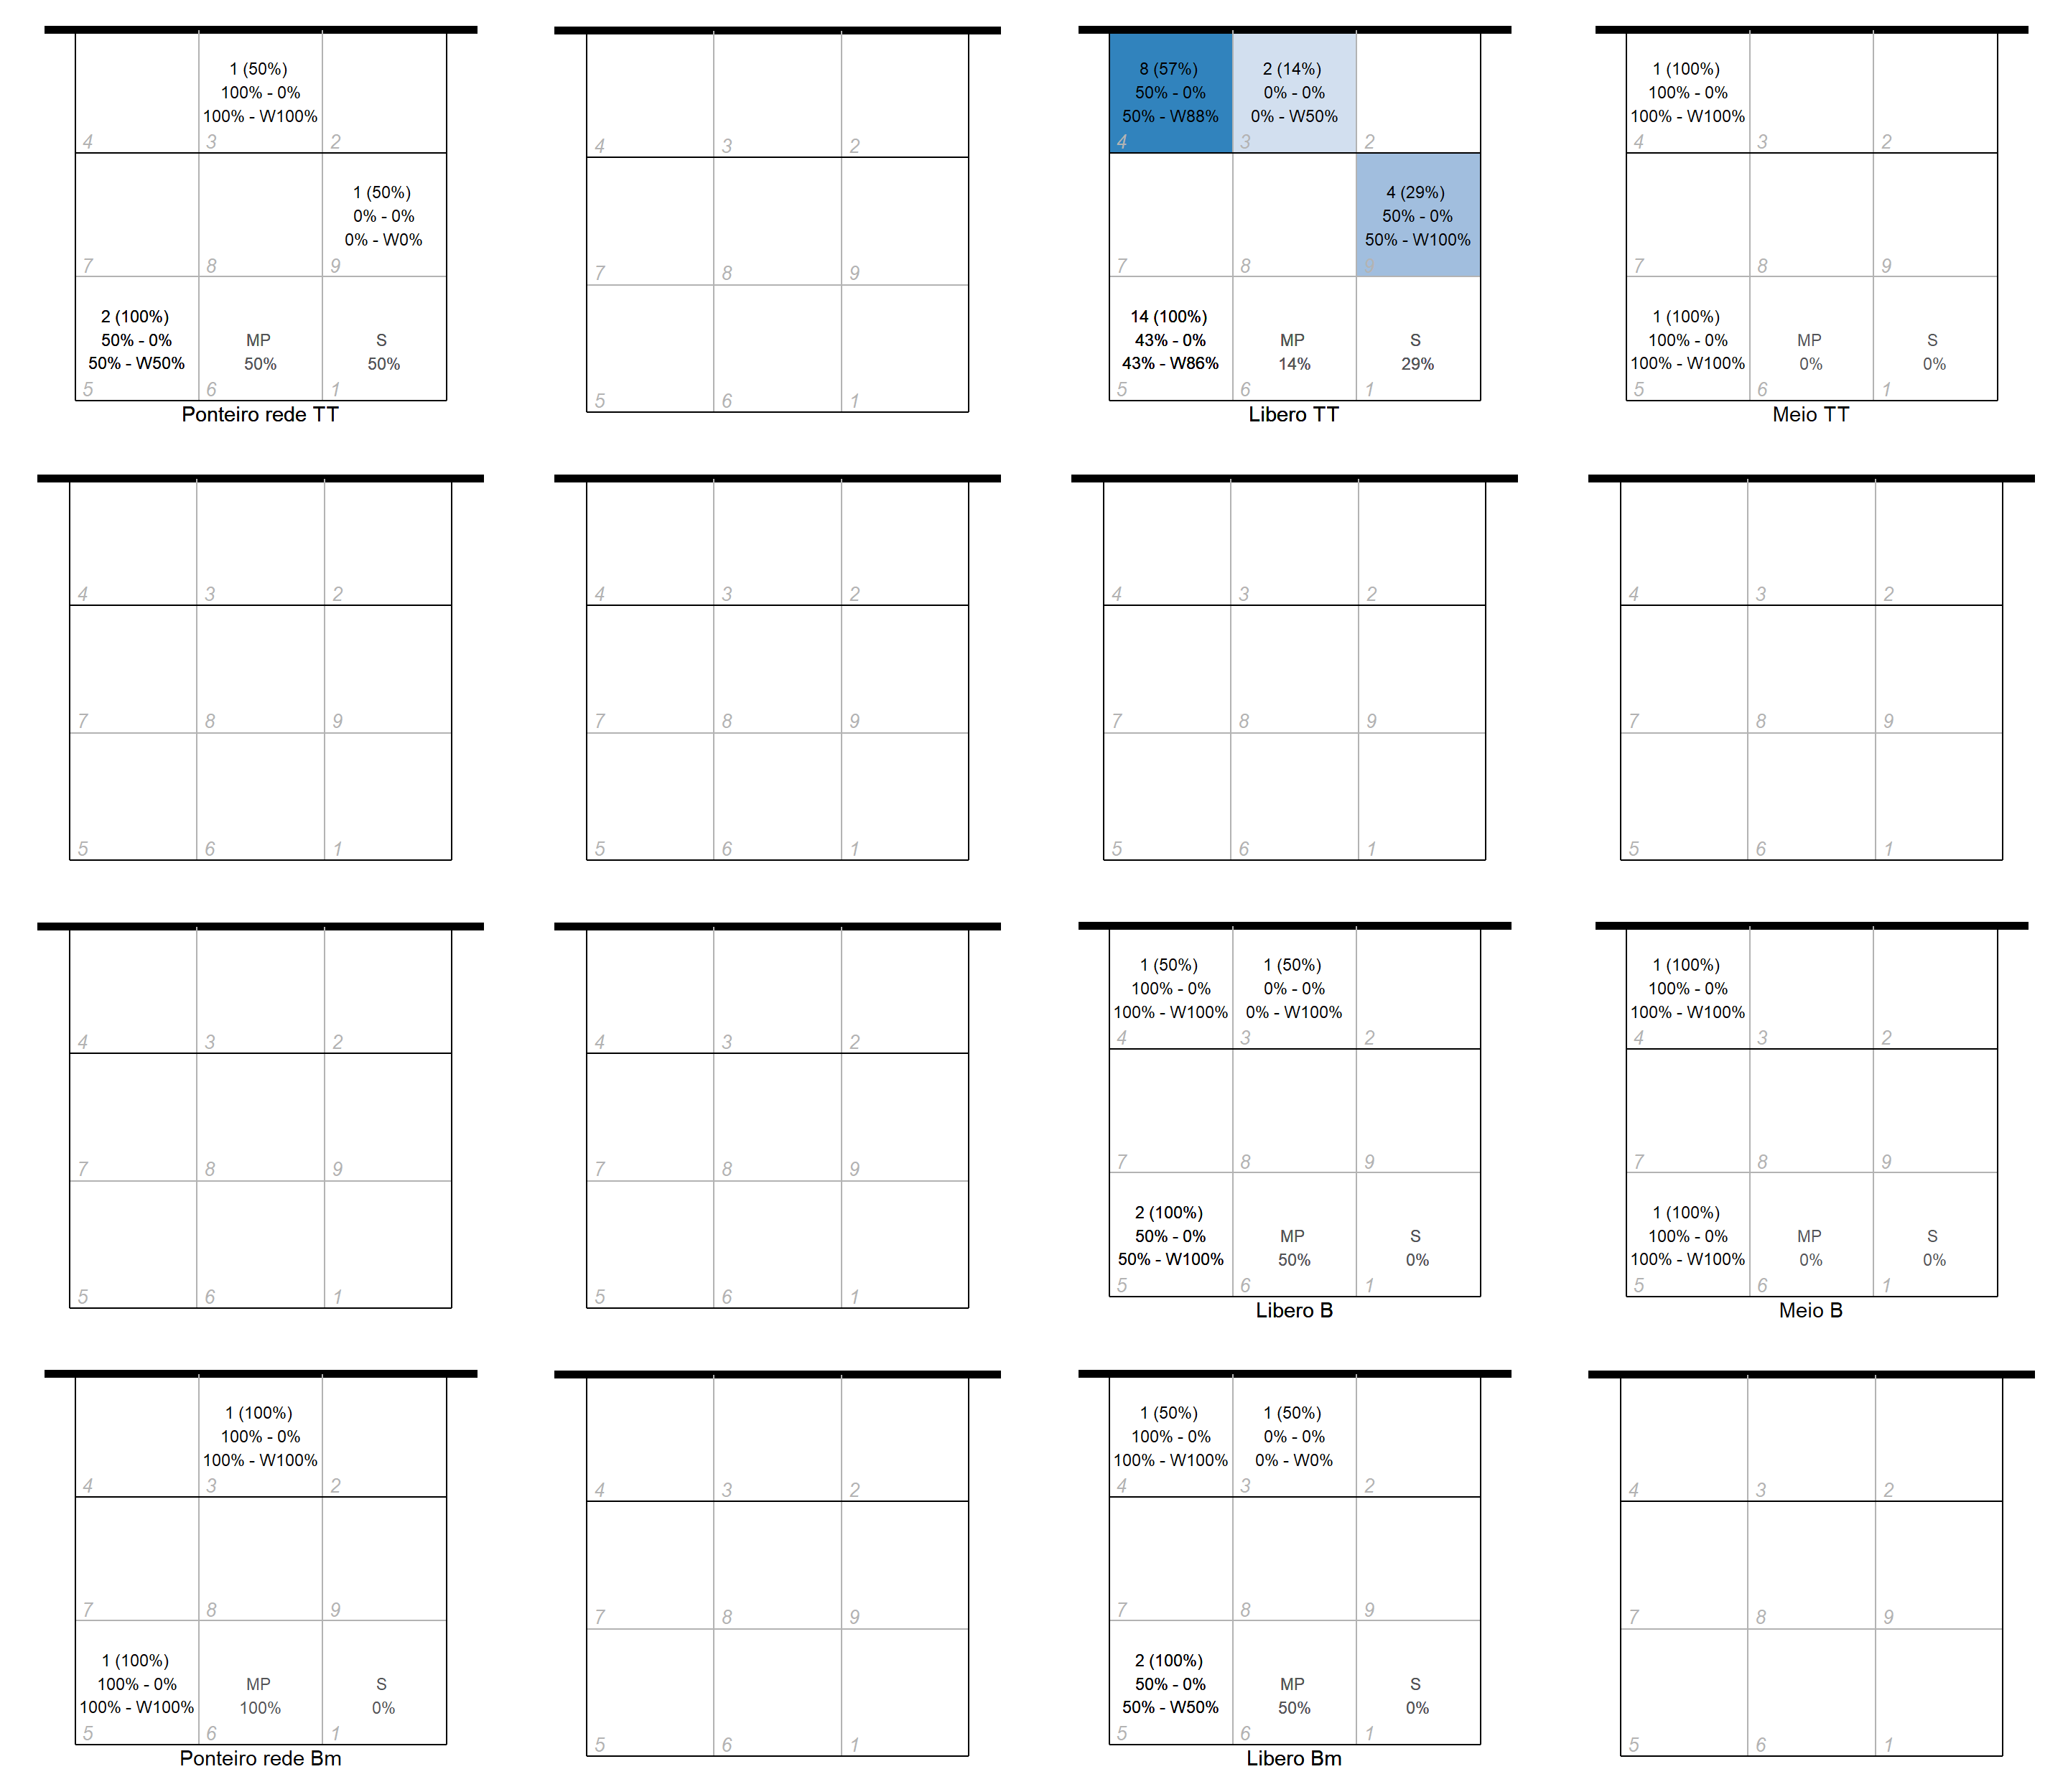 1 (50%)
100% - 0%
100% - W100%
4 3 2
1 (50%)
0% - 0%
0% - W0%
7 8 9
2 (100%)
50% - 0%
50% - W50%
MP
50%
S
50%
5 6 1
Ponteiro rede TT
4 3 2
7 8 9
5 6 1
8 (57%)
50% - 0%
50% - W88%
2 (14%)
0% - 0%
0% - W50%
4 3 2
4 (29%)
50% - 0%
50% - W100%
7 8 9
14 (100%)
43% - 0%
43% - W86%
MP
14%
S
29%
5 6 1
Libero TT
1 (100%)
100% - 0%
100% - W100%
4 3 2
7 8 9
1 (100%)
100% - 0%
100% - W100%
MP
0%
S
0%
5 6 1
Meio TT
4 3 2
7 8 9
5 6 1
4 3 2
7 8 9
5 6 1
4 3 2
7 8 9
5 6 1
4 3 2
7 8 9
5 6 1
4 3 2
7 8 9
5 6 1
4 3 2
7 8 9
5 6 1
1 (50%)
100% - 0%
100% - W100%
1 (50%)
0% - 0%
0% - W100%
4 3 2
7 8 9
2 (100%)
50% - 0%
50% - W100%
MP
50%
S
0%
5 6 1
Libero B
1 (100%)
100% - 0%
100% - W100%
4 3 2
7 8 9
1 (100%)
100% - 0%
100% - W100%
MP
0%
S
0%
5 6 1
Meio B
1 (100%)
100% - 0%
100% - W100%
4 3 2
7 8 9
1 (100%)
100% - 0%
100% - W100%
MP
100%
S
0%
5 6 1
Ponteiro rede Bm
4 3 2
7 8 9
5 6 1
1 (50%)
100% - 0%
100% - W100%
1 (50%)
0% - 0%
0% - W0%
4 3 2
7 8 9
2 (100%)
50% - 0%
50% - W50%
MP
50%
S
0%
5 6 1
Libero Bm
4 3 2
7 8 9
5 6 1